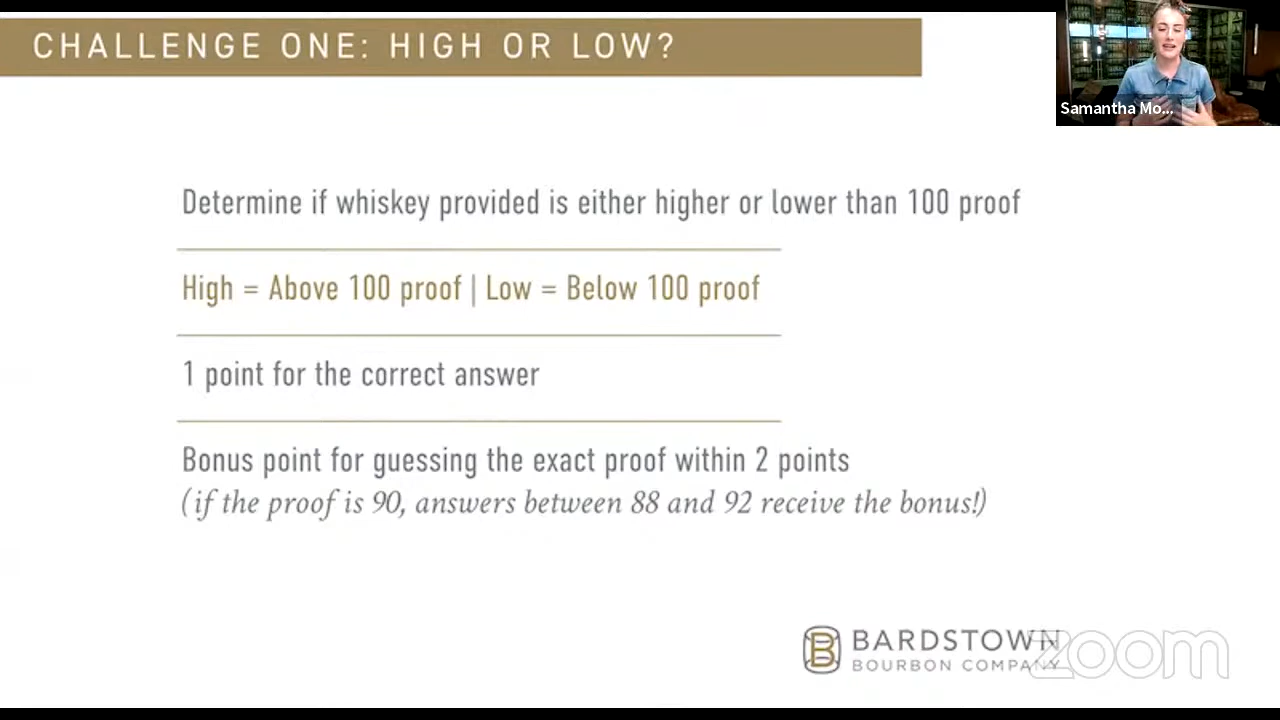 CHALLENGE ONE: HIGH OR LOW?
Samantha Mo...
Determine if whiskey provided is either higher or lower than 100 proof
High = Above 100 proof | Low = Below 100 proof
1 point for the correct answer
Bonus point for guessing the exact proof within 2 points
(if the proof is 90, answers between 88 and 92 receive the bonus!)
B BARDSTOWN
BOURBON COMPANY
zoom